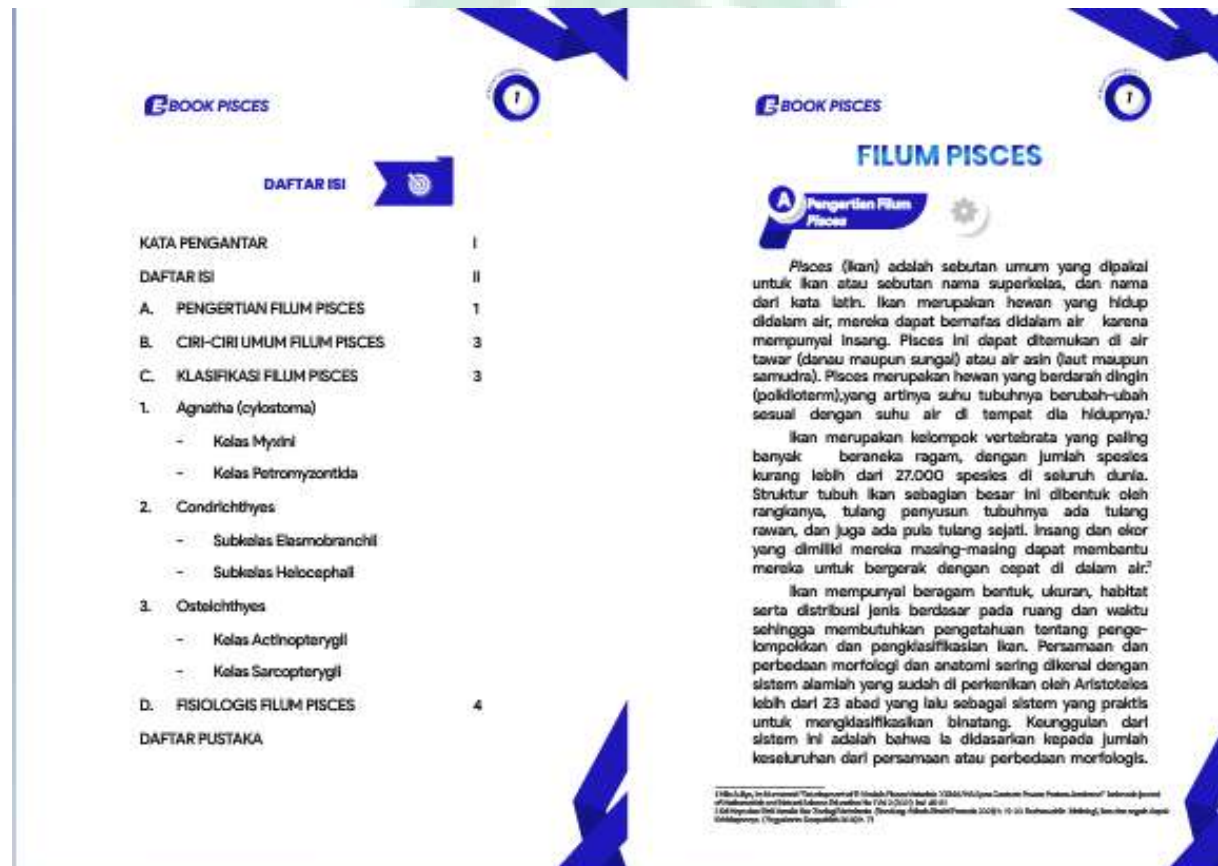 E-BOOK PISCES
1
DAFTAR ISI
KATA PENGANTAR I
DAFTAR ISI II
A. PENGERTIAN FILUM PISCES 1
B. CIRI-CIRI UMUM FILUM PISCES 3
C. KLASIFIKASI FILUM PISCES 3
1. Agnatha (cylostoma)
- Kelas Myxini
- Kelas Petromyzontida
2. Condrichthyes
- Subkelas Elasmobranchii
- Subkelas Helocephali
3. Osteichthyes
- Kelas Actinopterygii
- Kelas Sarcopterygii
D. FISIOLOGIS FILUM PISCES 4
DAFTAR PUSTAKA
E-BOOK PISCES
1
FILUM PISCES
A
Pengertian Filum
Pisces
Pisces (Ikan) adalah sebutan umum yang dipakai
untuk ikan atau sebutan nama superkelas, dan nama
dari kata latin. Ikan merupakan hewan yang hidup
didalam air, mereka dapat bernafas didalam air karena
mempunyai insang. Pisces ini dapat ditemukan di air
tawar (danau maupun sungai) atau air asin (laut maupun
samudra). Pisces merupakan hewan yang berdarah dingin
(polidioterm),yang artinya suhu tubuhnya berubah-ubah
sesuai dengan suhu air di tempat dia hidupnya.¹
Ikan merupakan kelompok vertebrata yang paling
banyak beraneka ragam, dengan jumlah spesies
kurang lebih dari 27.000 spesies di seluruh dunia.
Struktur tubuh ikan sebagian besar ini dibentuk oleh
rangkanya, tulang penyusun tubuhnya ada tulang
rawan, dan juga ada pula tulang sejati. Insang dan ekor
yang dimiliki mereka masing-masing dapat membantu
mereka untuk bergerak dengan cepat di dalam air.²
Ikan mempunyai beragam bentuk, ukuran, habitat
serta distribusi jenis berdasar pada ruang dan waktu
sehingga membutuhkan pengetahuan tentang penge-
lompokkan dan pengklasifikasian ikan. Persamaan dan
perbedaan morfologi dan anatomi sering dikenal dengan
sistem alamiah yang sudah di perkenikan oleh Aristoteles
lebih dari 23 abad yang lalu sebagai sistem yang praktis
untuk mengklasifikasikan binatang. Keunggulan dari
sistem ini adalah bahwa ia didasarkan kepada jumlah
keseluruhan dari persamaan atau perbedaan morfologis.